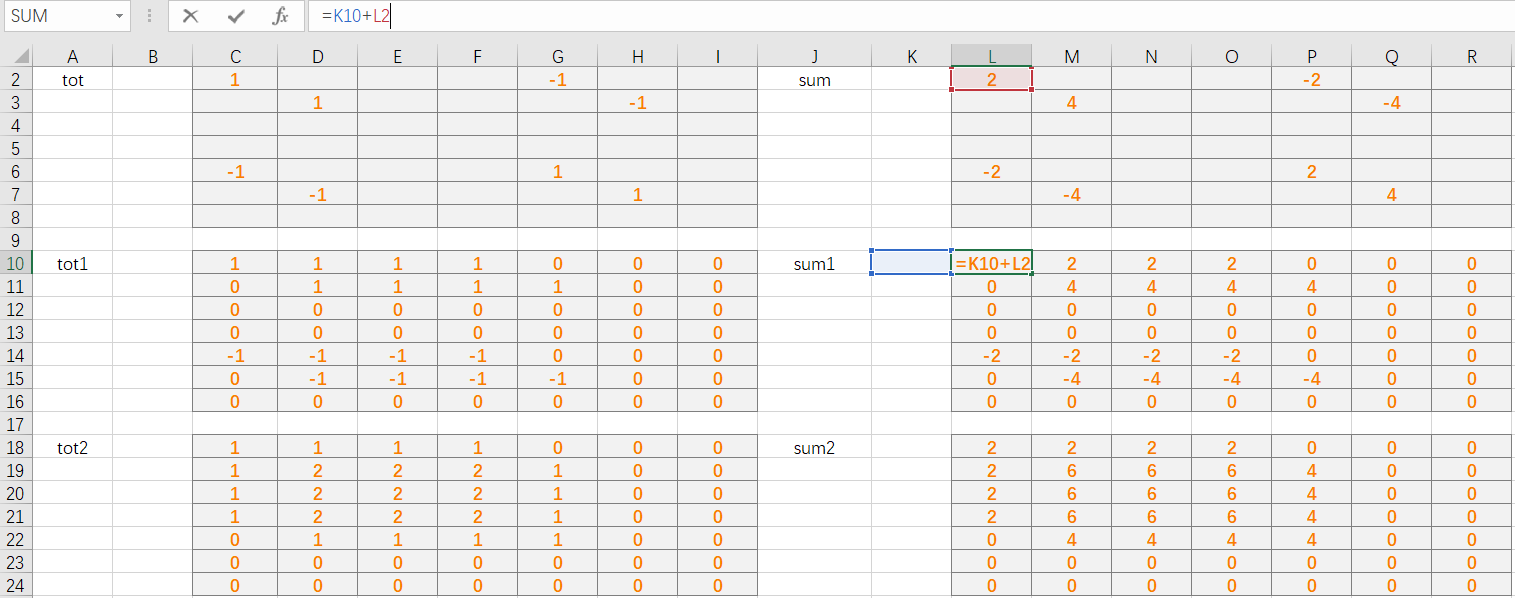 SUM fx =K10+L2
A B C D E F G H I J K L M N O P Q R
2 tot 1 -1 sum 2 -2
3 1 -1 4 -4
4
5
6 -1 1 -2 2
7 -1 1 -4 4
8
9
10 tot1 1 1 1 1 0 0 0 sum1 =K10+L2 2 2 2 0 0 0
11 0 1 1 1 1 0 0 0 4 4 4 4 0 0
12 0 0 0 0 0 0 0 0 0 0 0 0 0 0
13 0 0 0 0 0 0 0 0 0 0 0 0 0 0
14 -1 -1 -1 -1 0 0 0 -2 -2 -2 -2 0 0 0
15 0 -1 -1 -1 -1 0 0 0 -4 -4 -4 -4 0 0
16 0 0 0 0 0 0 0 0 0 0 0 0 0 0
17
18 tot2 1 1 1 1 0 0 0 sum2 2 2 2 2 0 0 0
19 1 2 2 2 1 0 0 2 6 6 6 4 0 0
20 1 2 2 2 1 0 0 2 6 6 6 4 0 0
21 1 2 2 2 1 0 0 2 6 6 6 4 0 0
22 0 1 1 1 1 0 0 0 4 4 4 4 0 0
23 0 0 0 0 0 0 0 0 0 0 0 0 0 0
24 0 0 0 0 0 0 0 0 0 0 0 0 0 0